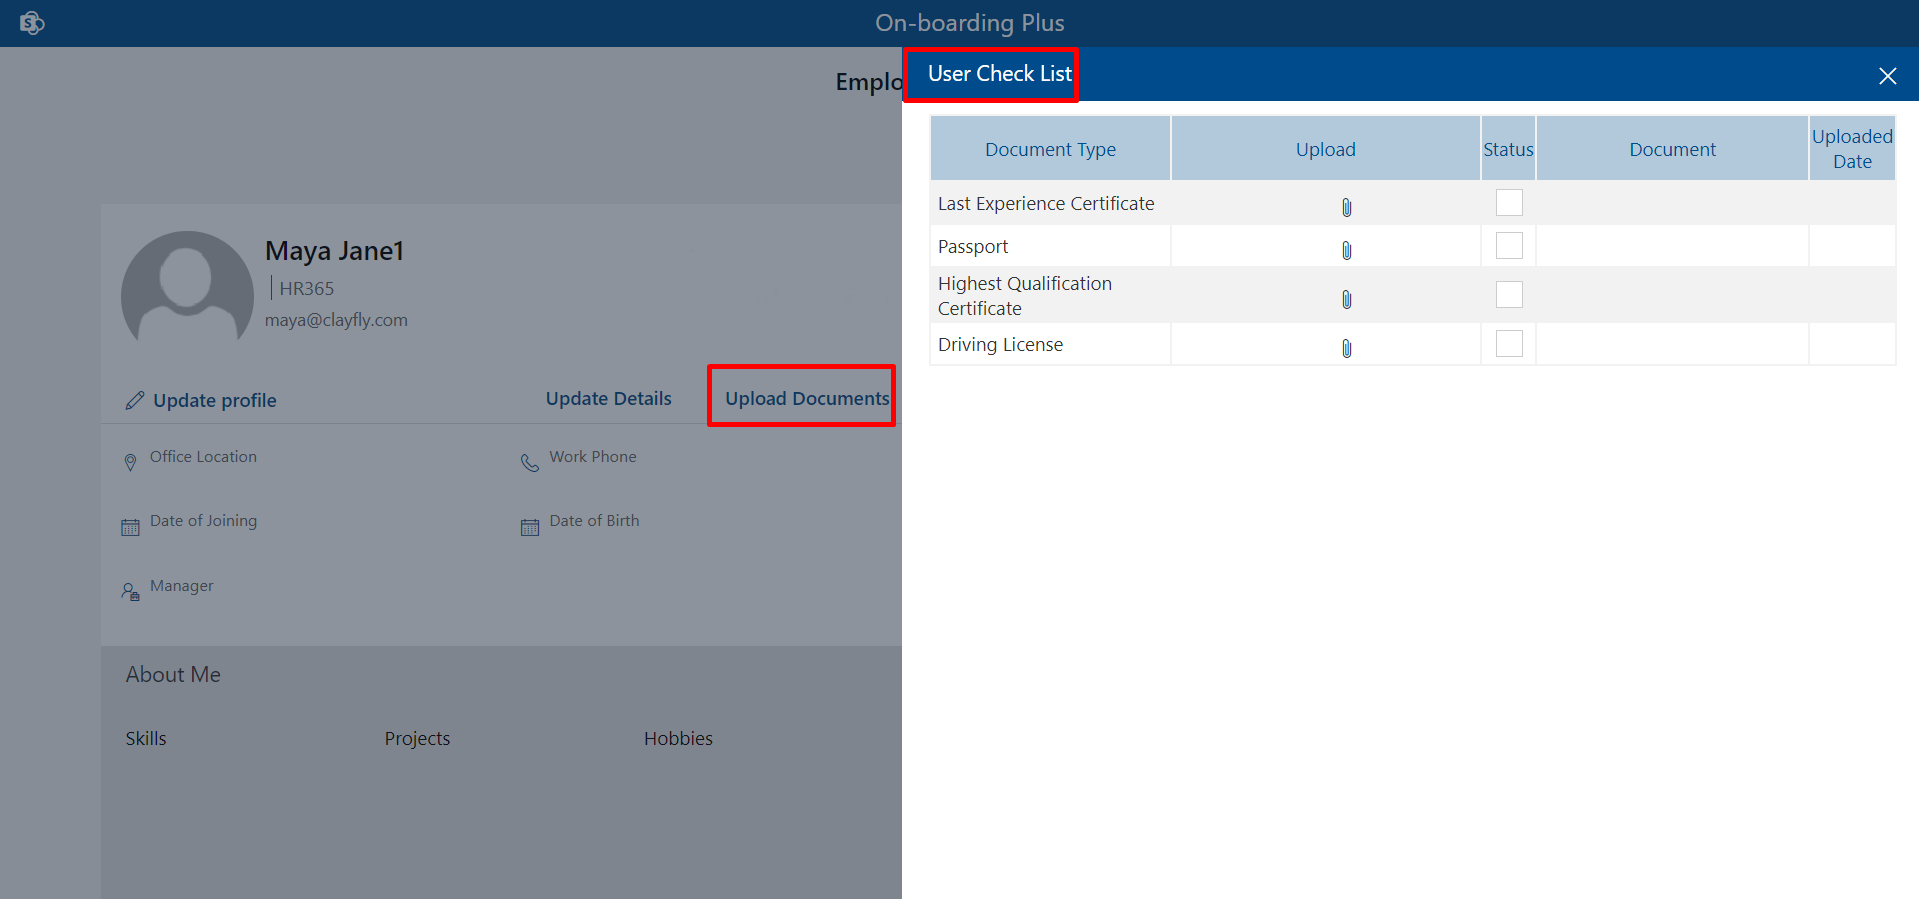 S
On-boarding Plus
Emplo
User Check List
Document Type Upload Status Document Uploaded
Date
Last Experience Certificate
Passport
Highest Qualification
Certificate
Driving License
Maya Jane1
HR365
maya@clayfly.com
Update profile Update Details Upload Documents
Office Location Work Phone
Date of Joining Date of Birth
Manager
About Me
Skills Projects Hobbies